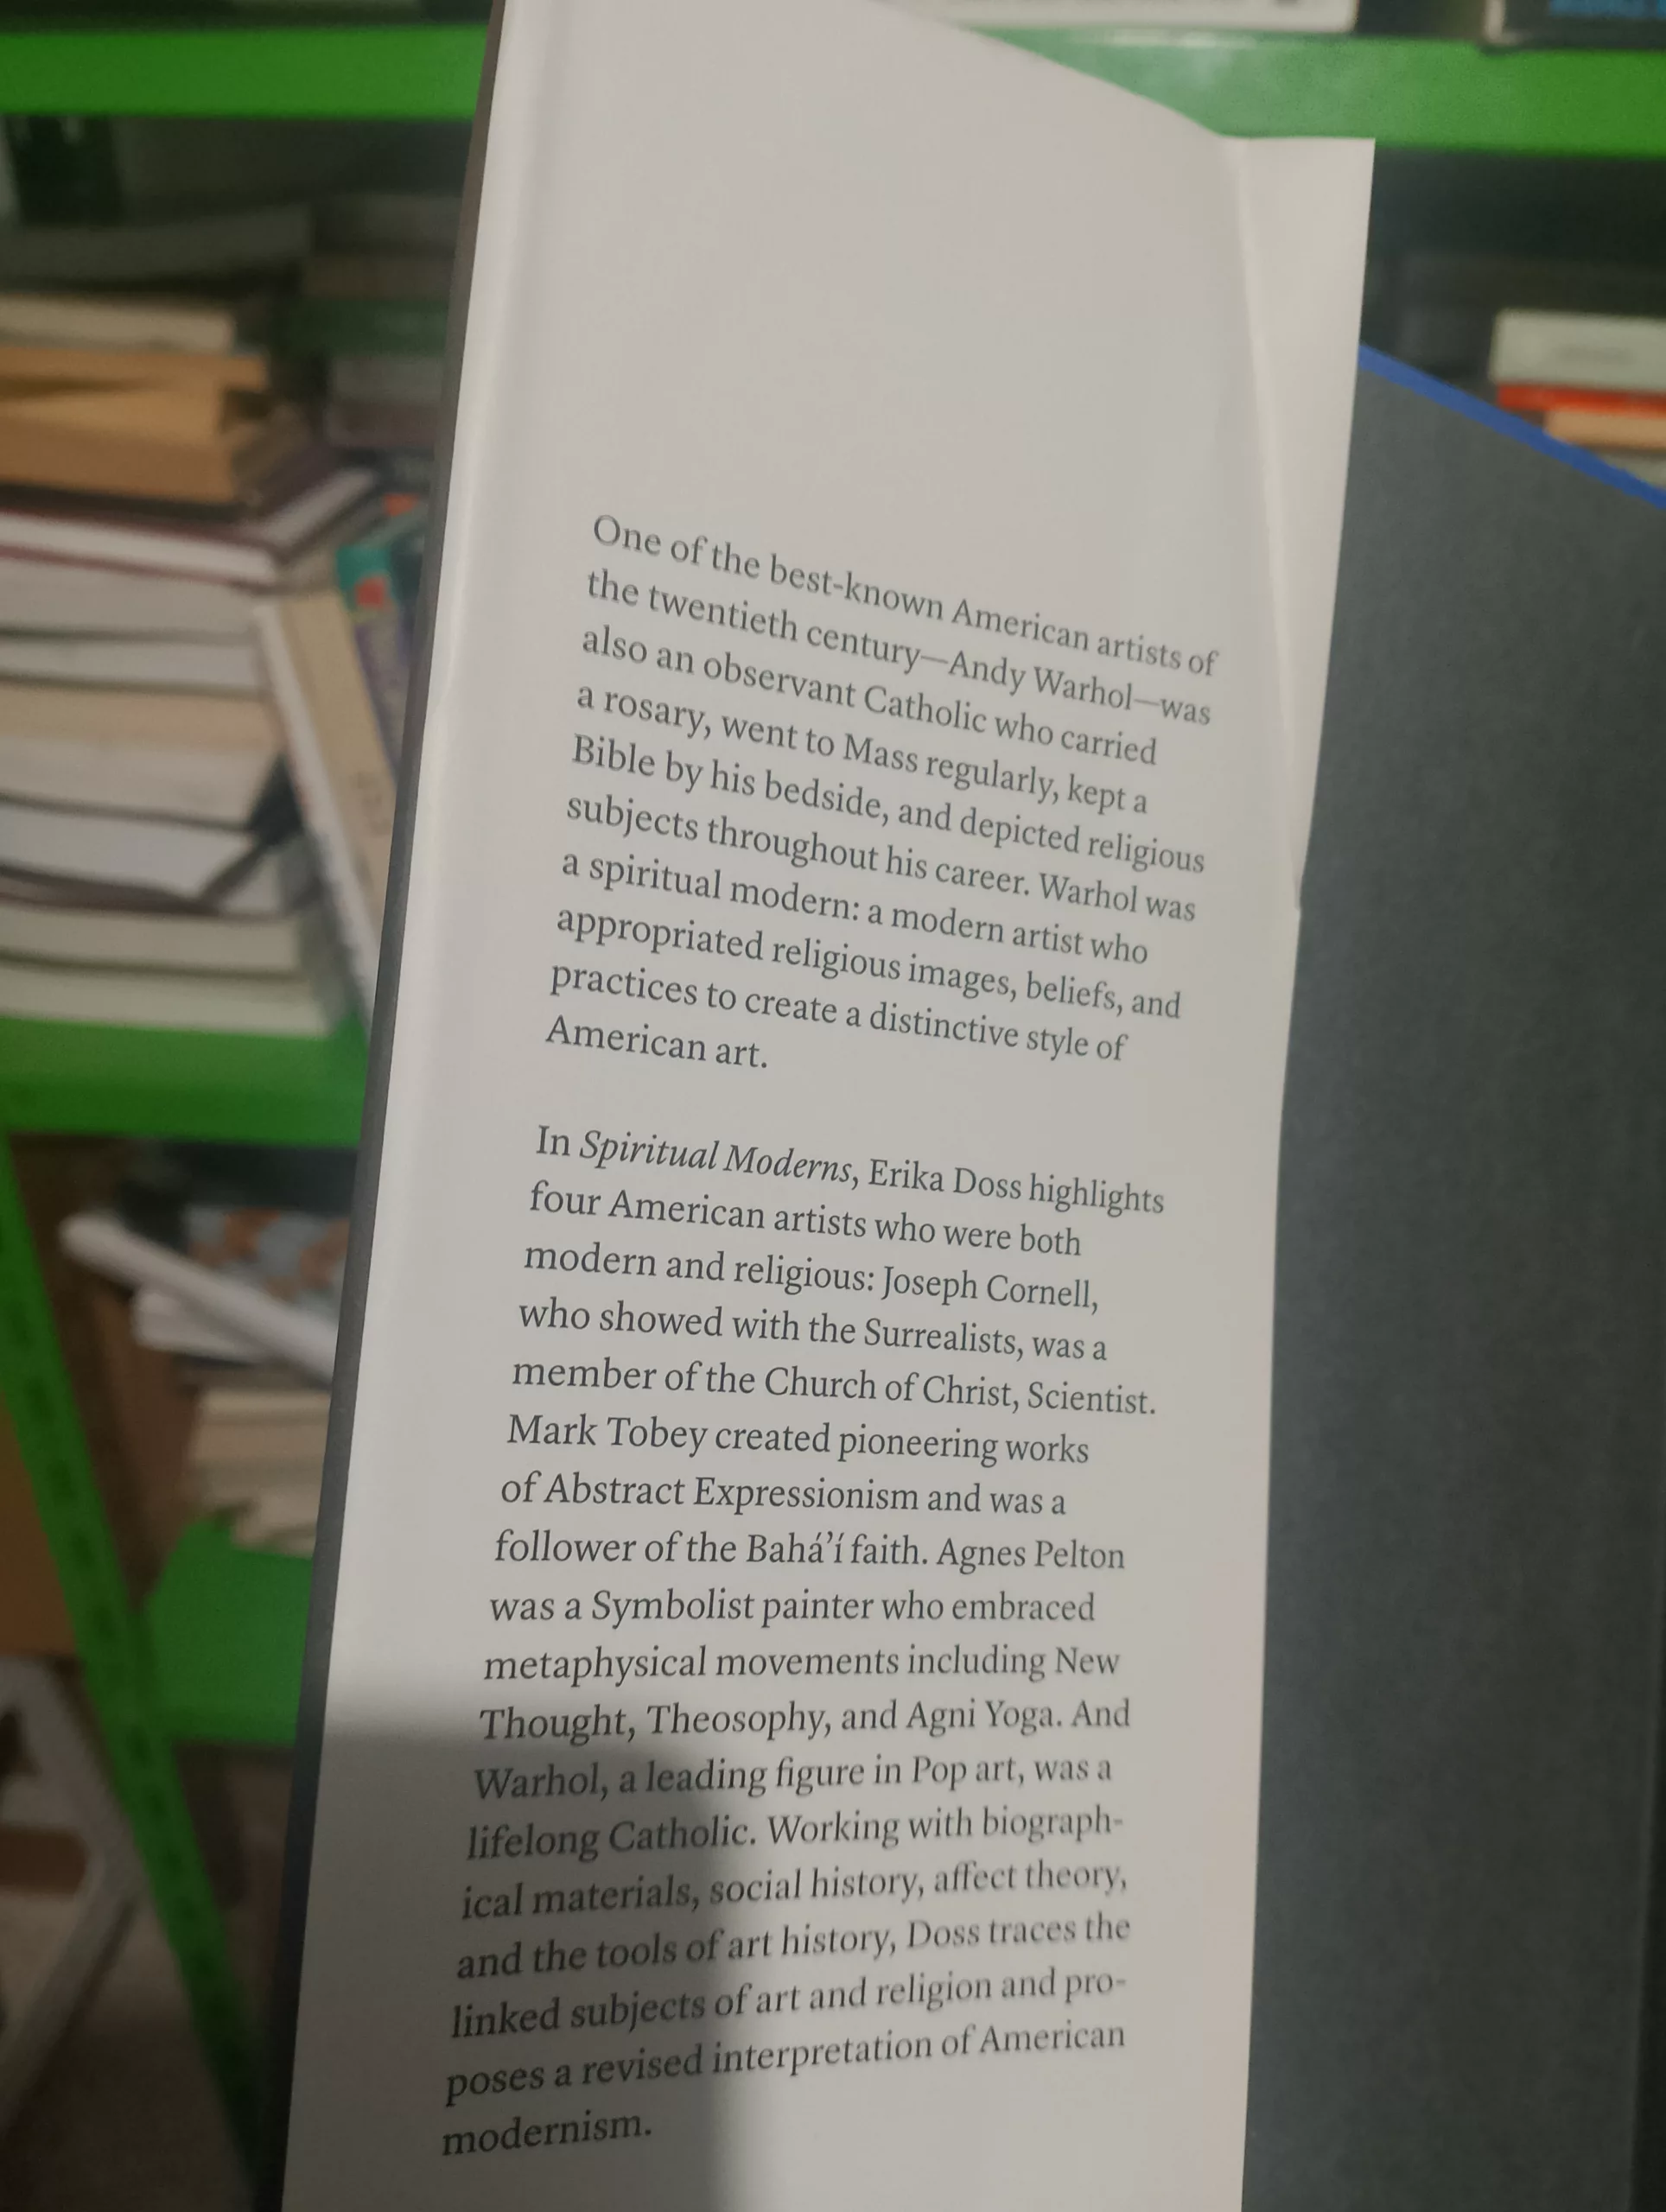 One of the best-known American artists of
the twentieth century—Andy Warhol—was
also an observant Catholic who carried
a rosary, went to Mass regularly, kept a
Bible by his bedside, and depicted religious
subjects throughout his career. Warhol was
a spiritual modern: a modern artist who
appropriated religious images, beliefs, and
practices to create a distinctive style of
American art.
In Spiritual Moderns, Erika Doss highlights
four American artists who were both
modern and religious: Joseph Cornell,
who showed with the Surrealists, was a
member of the Church of Christ, Scientist.
Mark Tobey created pioneering works
of Abstract Expressionism and was a
follower of the Bahá’í faith. Agnes Pelton
was a Symbolist painter who embraced
metaphysical movements including New
Thought, Theosophy, and Agni Yoga. And
Warhol, a leading figure in Pop art, was a
lifelong Catholic. Working with biograph-
ical materials, social history, affect theory,
and the tools of art history, Doss traces the
linked subjects of art and religion and pro-
poses a revised interpretation of American
modernism.